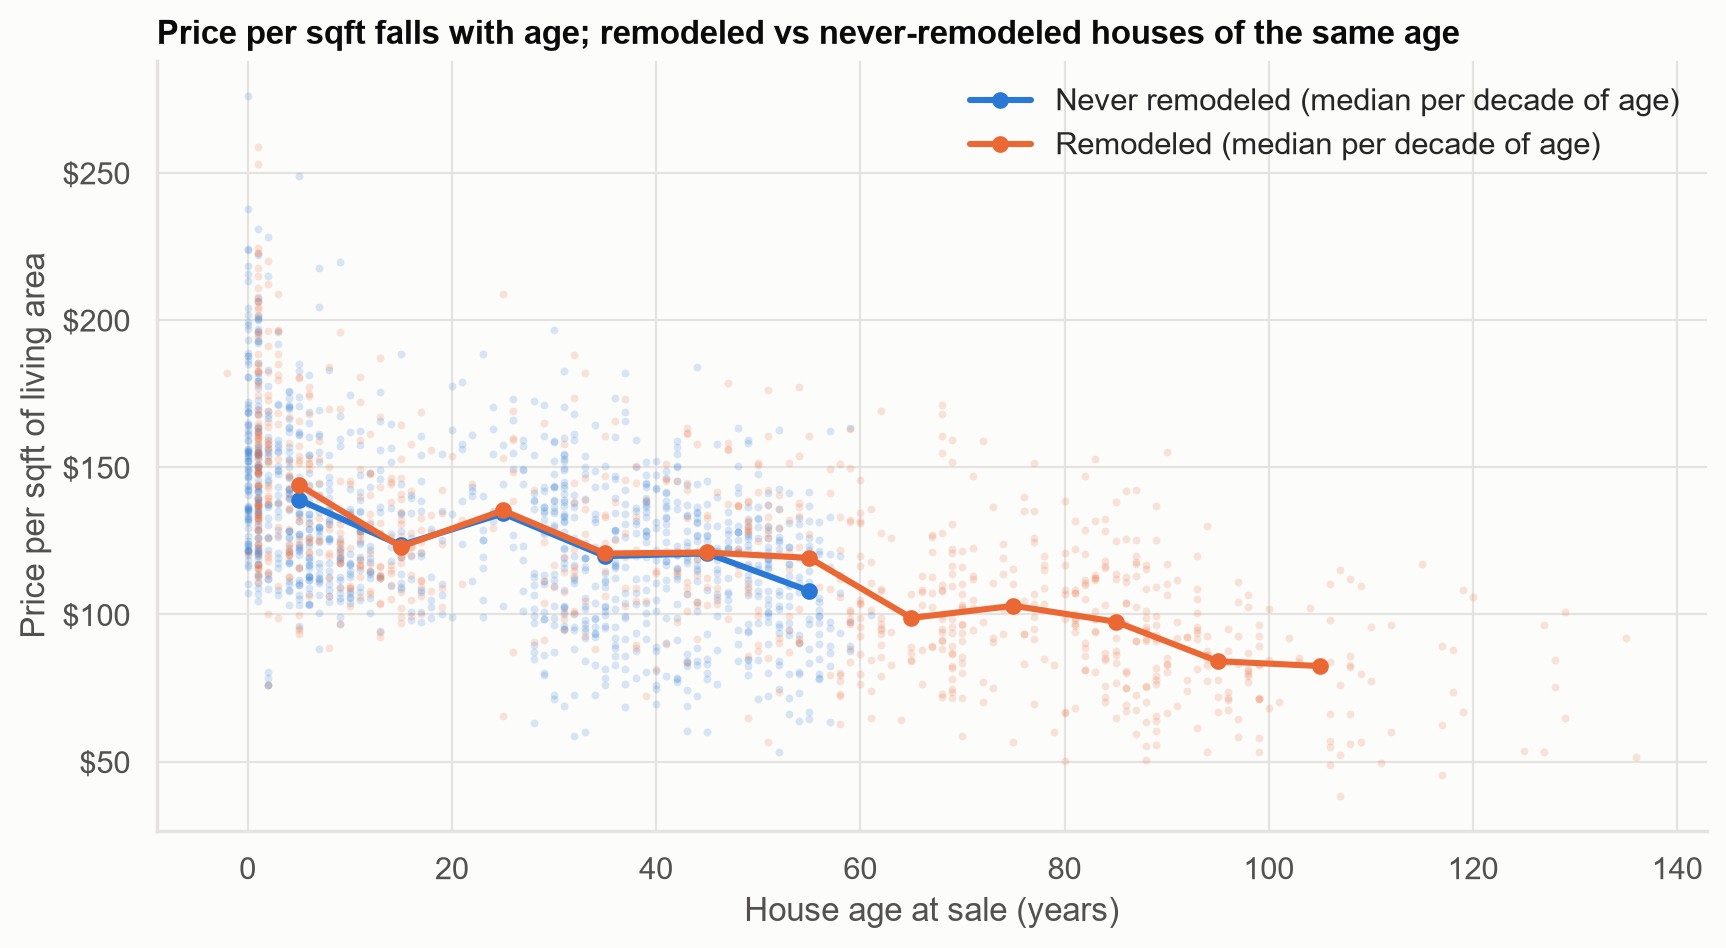 Price per sqft falls with age; remodeled vs never-remodeled houses of the same age
Never remodeled (median per decade of age)
Remodeled (median per decade of age)
Price per sqft of living area
$250
$200
$150
$100
$50
0 20 40 60 80 100 120 140
House age at sale (years)